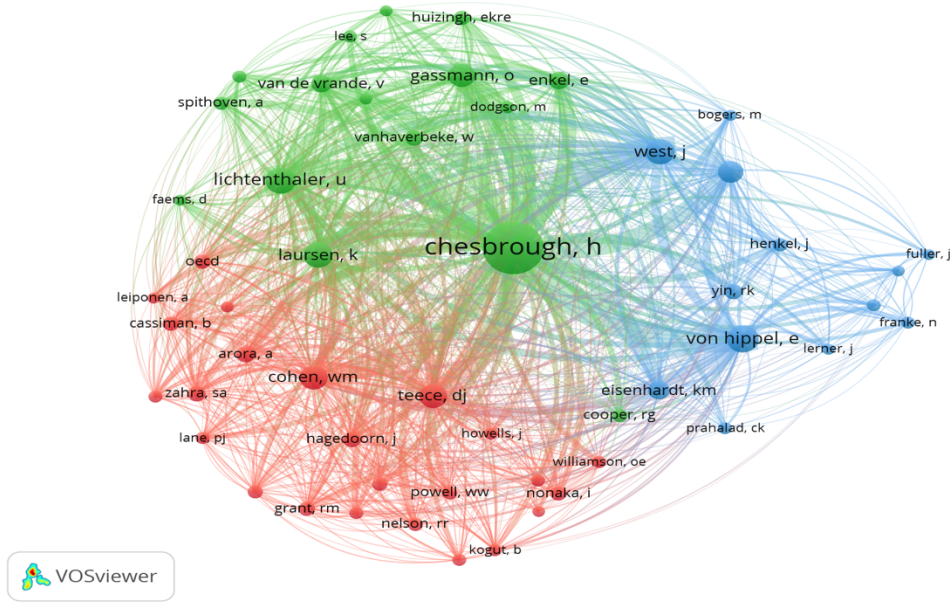 huizingh, ekre
lee, s
gassmann, o
enkel, e
van de vrande, v
spithoven, a
dodgson, m
bogers, m
vanhaverbeke, w
west, j
lichtenthaler, u
faems, d
chesbrough, h
henkel, j
laursen, k
fuller, j
oecd
yin, rk
leiponen, a
cassiman, b
franke, n
von hippel, e
lerner, j
arora, a
cohen, wm
zahra, sa
teece, dj
eisenhardt, km
cooper, rg
prahalad, ck
lane, pj
hagedoorn, j
howells, j
williamson, oe
powell, ww
nonaka, i
grant, rm
nelson, rr
kogut, b
VOSviewer